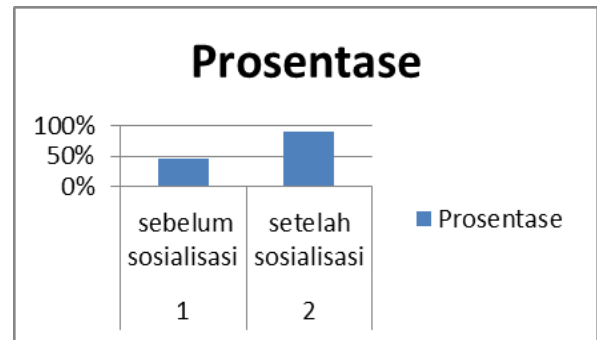 Prosentase
100%
50%
0%
sebelum sosialisasi
setelah sosialisasi
1
2
Prosentase